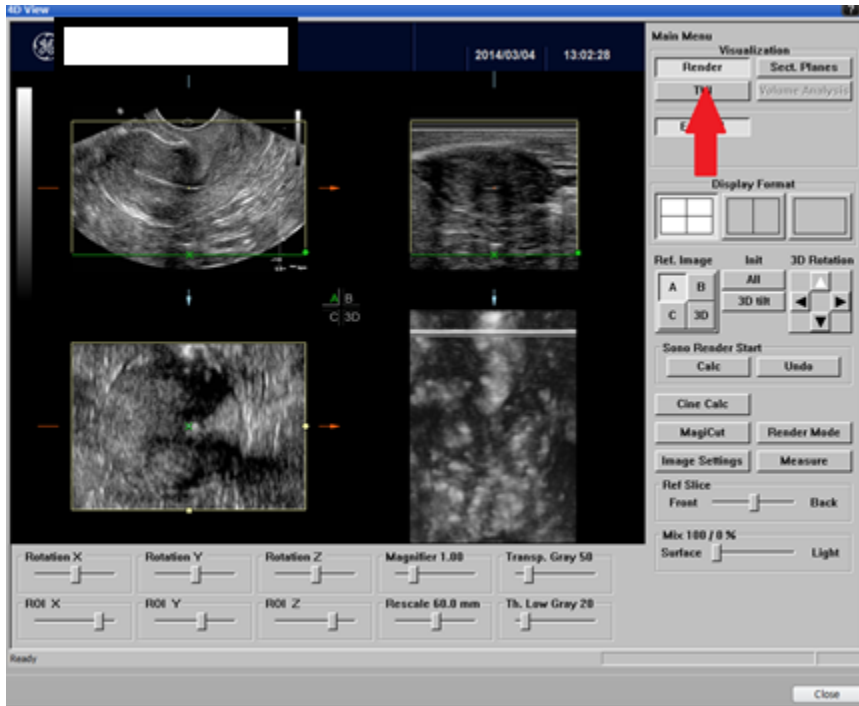 4D View
?
2014/03/04 13:02:28
Main Menu
Visualization
Render Sect. Planes
Volume Analysis
Display Format
Ref. Image Init 3D Rotation
A B All
C 3D 3D tilt
A B
C 3D
Sono Render Start
Calc Undo
Cine Calc
MagiCut Render Mode
Image Settings Measure
Ref Slice
Front Back
Mix 100 / 0 %
Surface Light
Rotation X Rotation Y Rotation Z Magnifier 1.00 Transp. Gray 50
ROI X ROI Y ROI Z Rescale 60.0 mm Th. Low Gray 20
Ready
Close